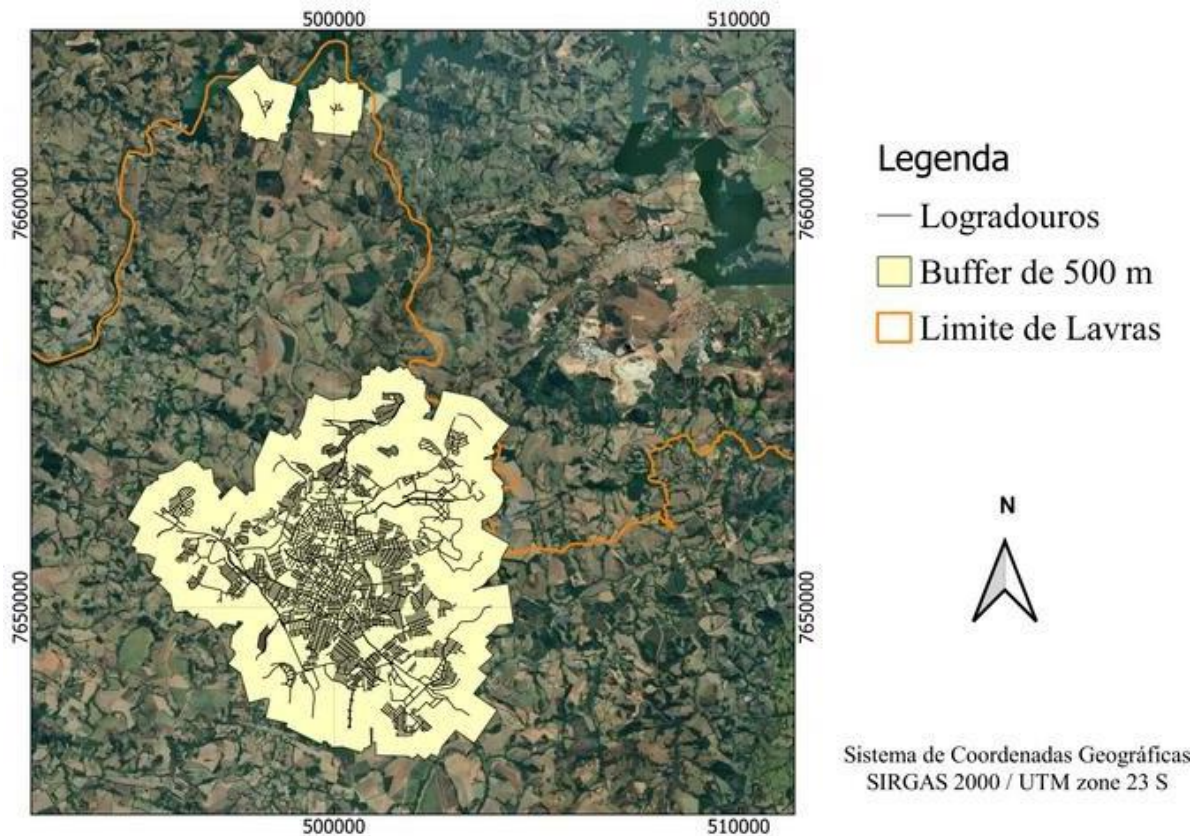 500000
510000
7660000
7660000
Legenda
Logradouros
Buffer de 500 m
Limite de Lavras
N
7650000
7650000
Sistema de Coordenadas Geográficas
SIRGAS 2000 / UTM zone 23 S
500000
510000